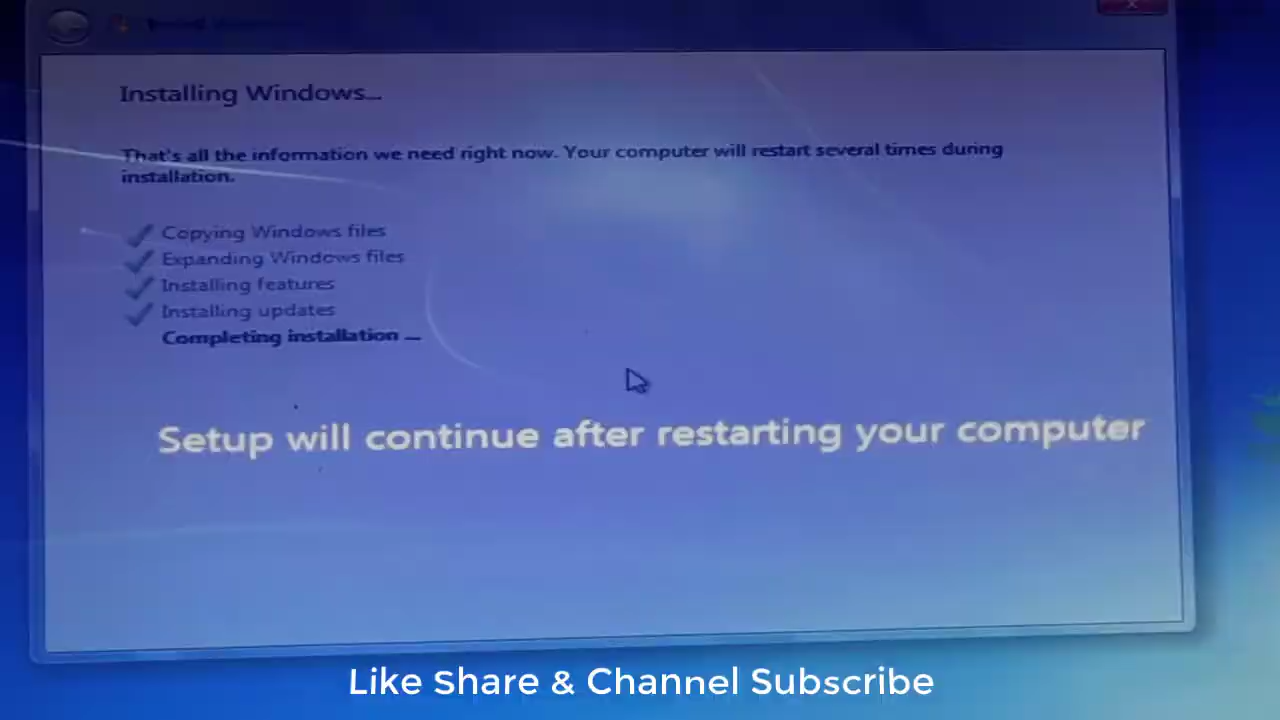 Installing Windows...
That's all the information we need right now. Your computer will restart several times during
installation.
Copying Windows files
Expanding Windows files
Installing features
Installing updates
Completing installation ...
Setup will continue after restarting your computer
Like Share & Channel Subscribe